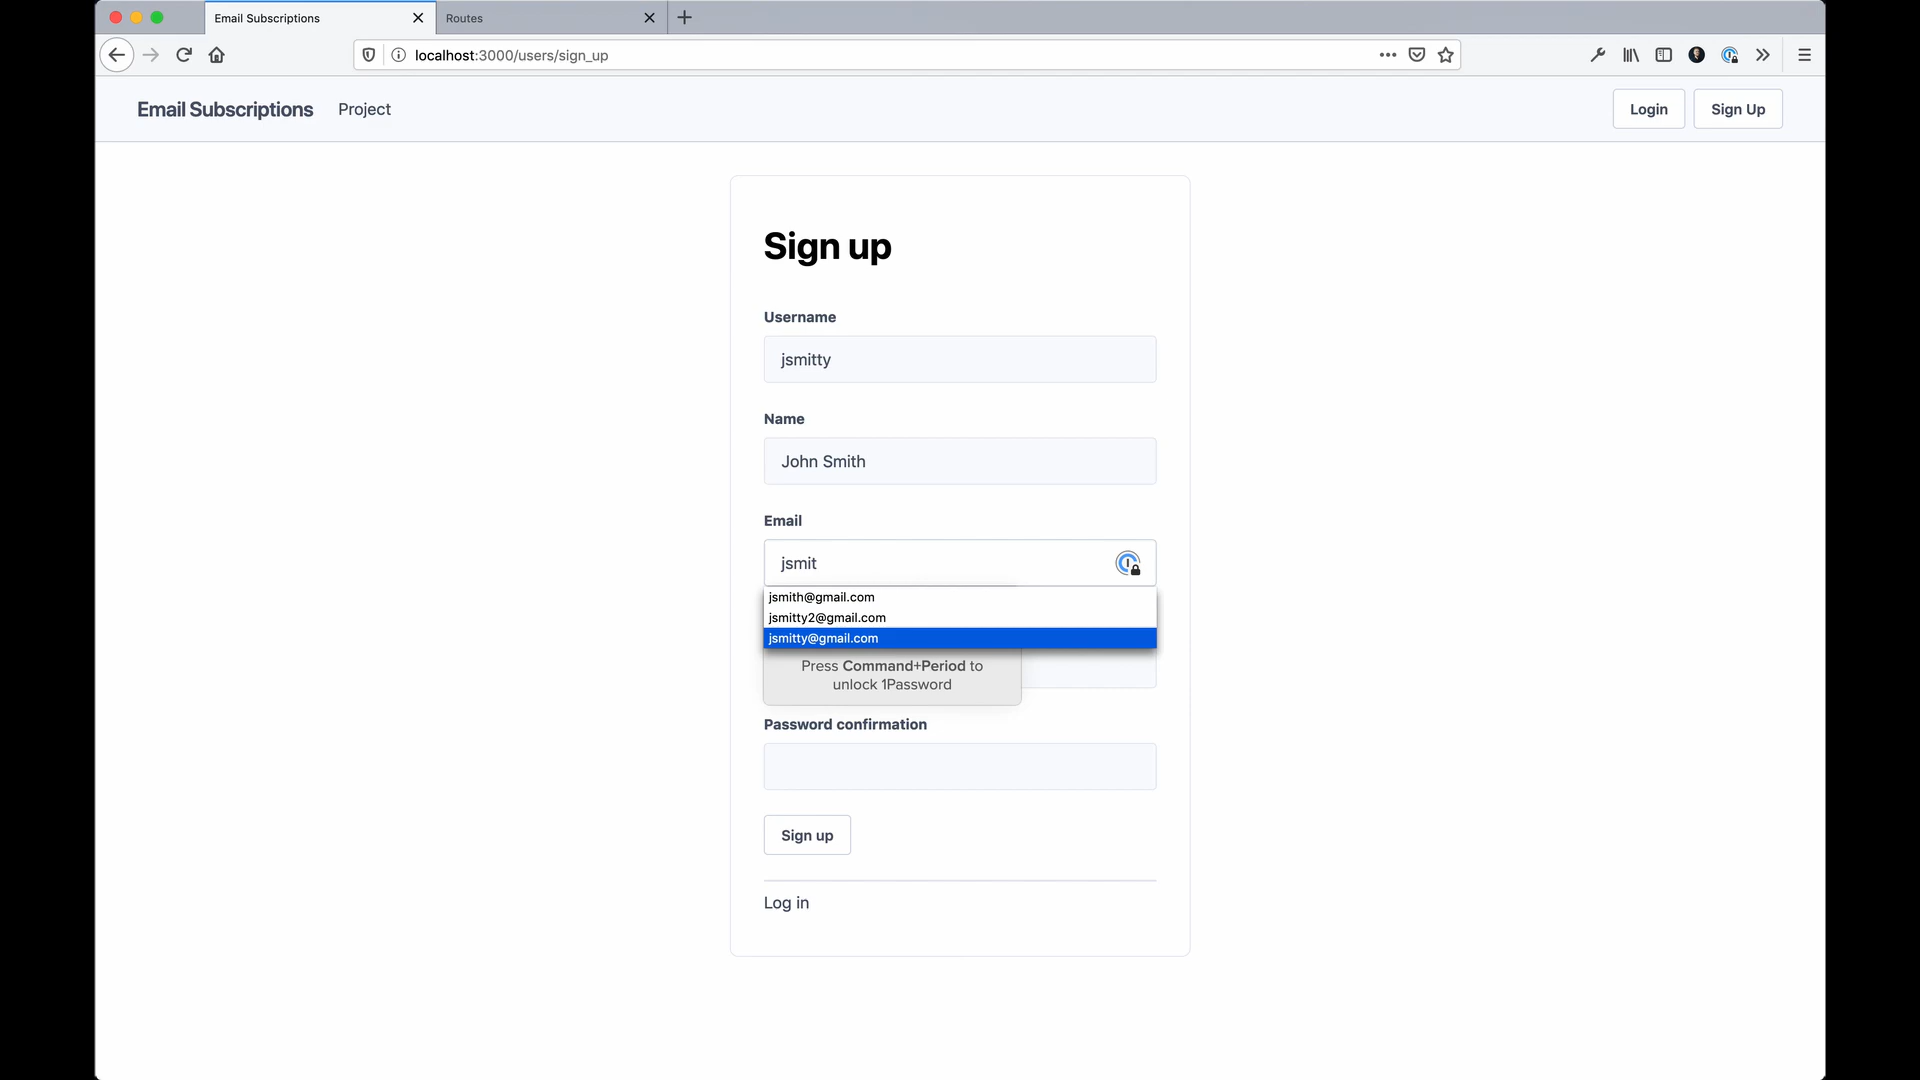 Email Subscriptions
Routes
localhost:3000/users/sign_up
Email Subscriptions
Project
Login
Sign Up
Sign up
Username
jsmitty
Name
John Smith
Email
jsmit
jsmith@gmail.com
jsmitty2@gmail.com
jsmitty@gmail.com
Press Command+Period to
unlock 1Password
Password confirmation
Sign up
Log in